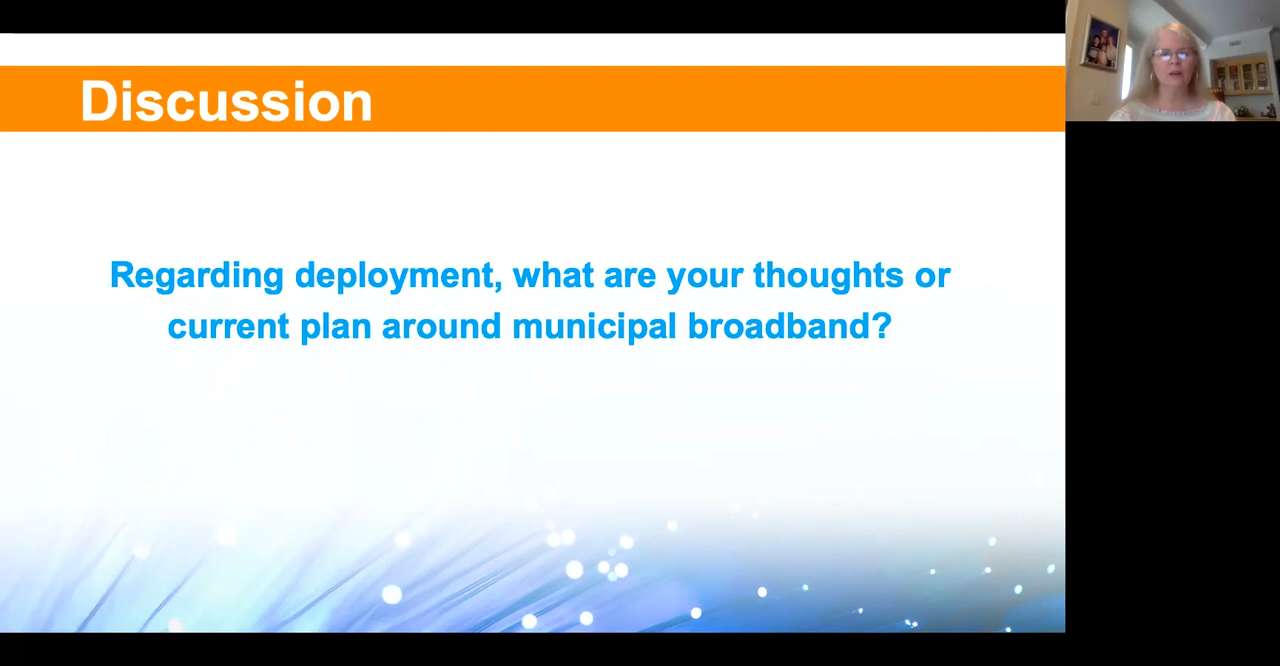 Discussion
Regarding deployment, what are your thoughts or
current plan around municipal broadband?